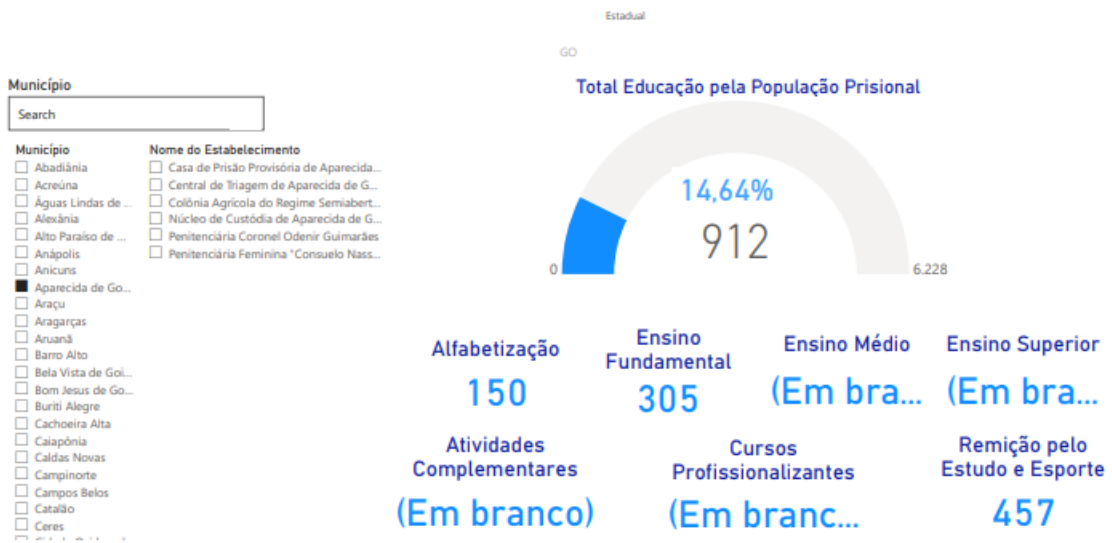 Estadual
GO
Município
Search
Município
Abadiânia
Acreúna
Águas Lindas de ...
Alexânia
Alto Paraíso de ...
Anápolis
Anicuns
Aparecida de Go...
Araçu
Aragarças
Aruanã
Barro Alto
Bela Vista de Goi...
Bom Jesus de Go...
Buriti Alegre
Cachoeira Alta
Caiapônia
Caldas Novas
Campinorte
Campos Belos
Catalão
Ceres
Nome do Estabelecimento
Casa de Prisão Provisória de Aparecida...
Central de Triagem de Aparecida de G...
Colônia Agrícola do Regime Semiabert...
Núcleo de Custódia de Aparecida de G...
Penitenciária Coronel Odenir Guimarães
Penitenciária Feminina "Consuelo Nass...
Total Educação pela População Prisional
14,64%
912
0
6.228
Alfabetização
150
Ensino
Fundamental
305
Ensino Médio
(Em bra...
Ensino Superior
(Em bra...
Atividades
Complementares
(Em branco)
Cursos
Profissionalizantes
(Em branc...
Remição pelo
Estudo e Esporte
457